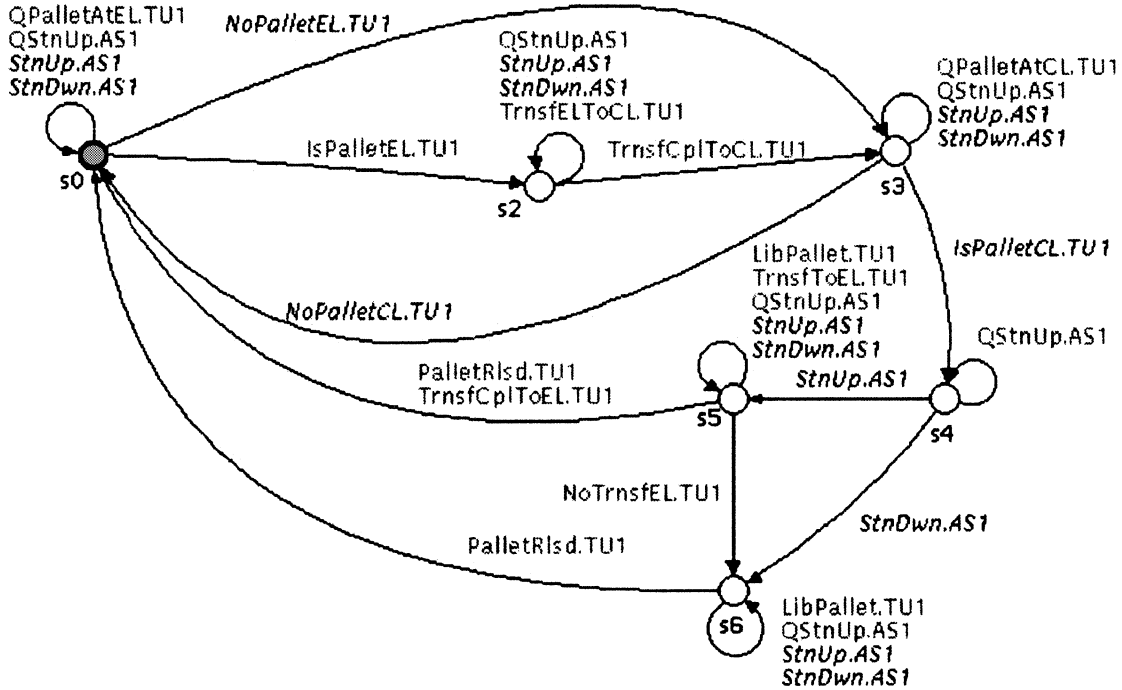 QPalletAtEL.TU1
QStnUp.AS1
StnUp.AS1
StnDwn.AS1
NoPalletEL.TU1
QStnUp.AS1
StnUp.AS1
StnDwn.AS1
TrnsfELToCL.TU1
QPalletAtCL.TU1
QStnUp.AS1
StnUp.AS1
StnDwn.AS1
IsPalletEL.TU1
TrnsfCplToCL.TU1
s0
s2
s3
IsPalletCL.TU1
LibPallet.TU1
TrnsfToEL.TU1
QStnUp.AS1
StnUp.AS1
StnDwn.AS1
NoPalletCL.TU1
QStnUp.AS1
StnUp.AS1
PalletRlsd.TU1
TrnsfCplToEL.TU1
s5
s4
NoTrnsfEL.TU1
StnDwn.AS1
PalletRlsd.TU1
s6
LibPallet.TU1
QStnUp.AS1
StnUp.AS1
StnDwn.AS1